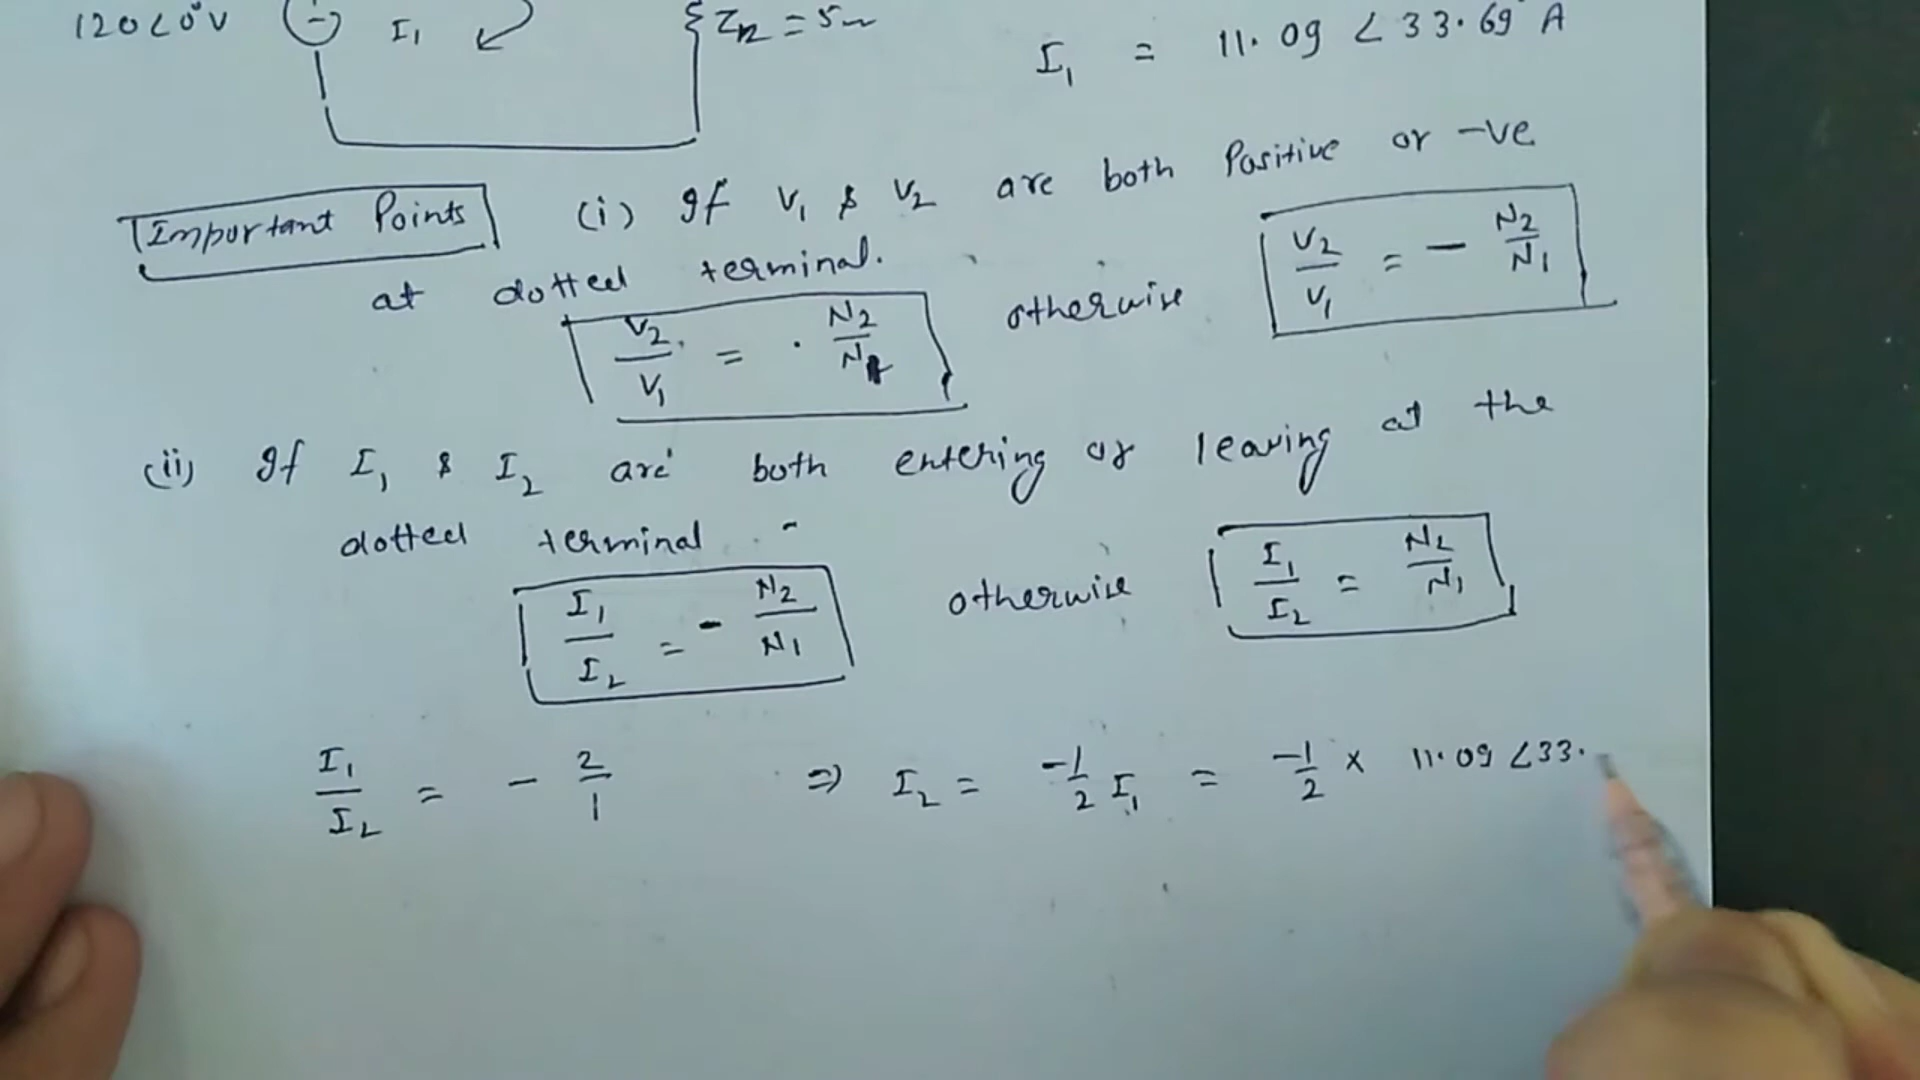 120∠0°V I₁ Z_R = 5Ω
I₁ = 11.09 ∠33.69° A
Important Points (i) If V₁ & V₂ are both Positive or -ve
at dotted terminal.
V₂/V₁ = N₂/N₁ otherwise V₂/V₁ = - N₂/N₁
(ii) If I₁ & I₂ are both entering or leaving at the
dotted terminal -
I₁/I₂ = - N₂/N₁ otherwise I₁/I₂ = N₂/N₁
I₁/I₂ = - 2/1 ⇒ I₂ = -1/2 I₁ = -1/2 × 11.09 ∠33.